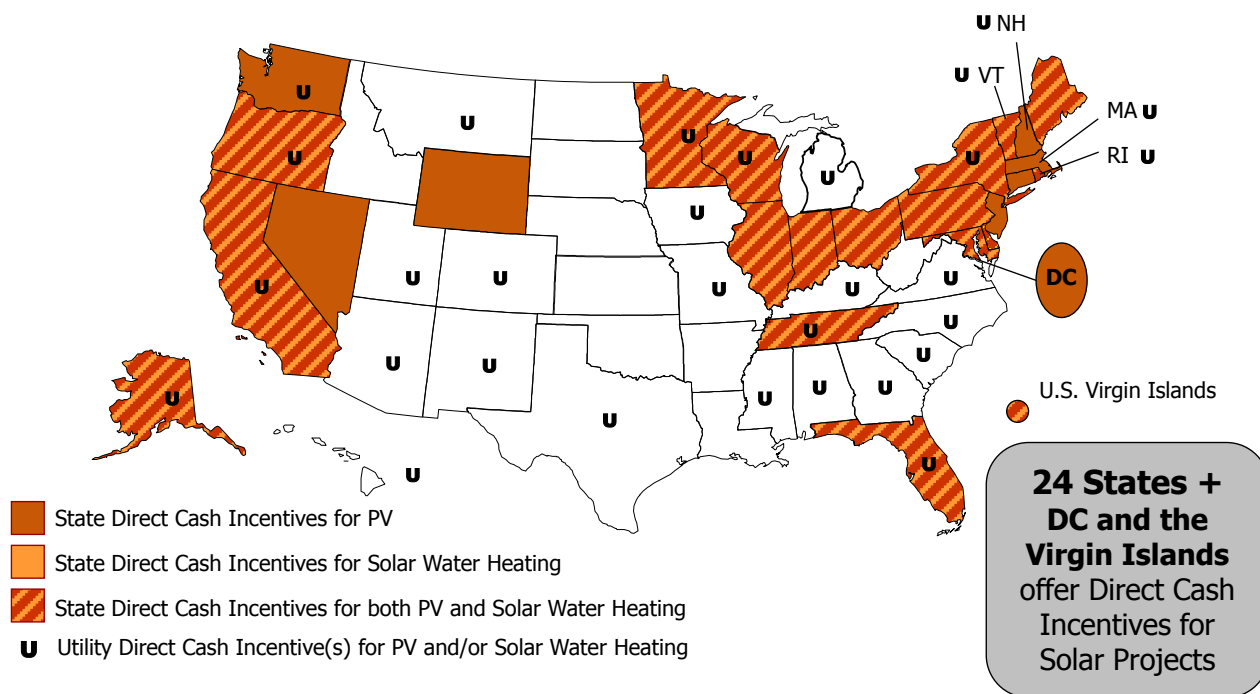 U NH
U VT
MA U
RI U
U
U
U
U
U
U
U
U
U
U
U
U
U
U
DC
U
U
U
U
U
U
U
U
U
U
U
U
U
U
U.S. Virgin Islands
24 States +
DC and the
Virgin Islands
offer Direct Cash
Incentives for
Solar Projects
State Direct Cash Incentives for PV
State Direct Cash Incentives for Solar Water Heating
State Direct Cash Incentives for both PV and Solar Water Heating
U Utility Direct Cash Incentive(s) for PV and/or Solar Water Heating